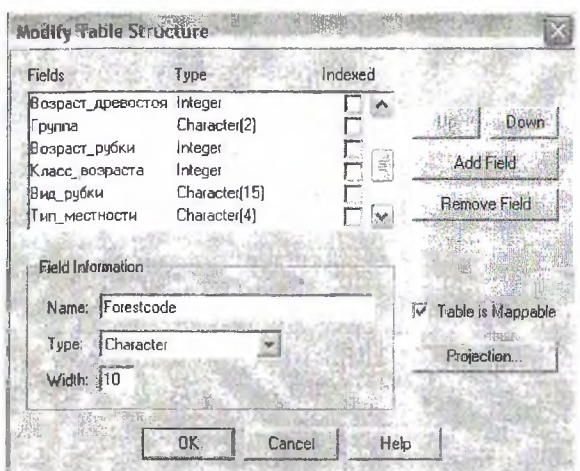 Modify Table Structure
Fields Type Indexed
Возраст_древостоя Integer
Группа Character(2)
Возраст_рубки Integer
Класс_возраста Integer
Вид_рубки Character(15)
Тип_местности Character(4)
Up Down
Add Field
Remove Field
Field Information
Name: Forestcode
Type: Character
Width: 10
Table is Mappable
Projection...
OK Cancel Help